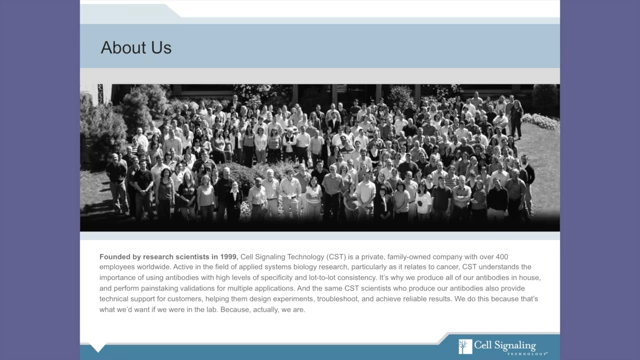 About Us
Founded by research scientists in 1999, Cell Signaling Technology (CST) is a private, family-owned company with over 400
employees worldwide. Active in the field of applied systems biology research, particularly as it relates to cancer, CST understands the
importance of using antibodies with high levels of specificity and lot-to-lot consistency. It's why we produce all of our antibodies in house,
and perform painstaking validations for multiple applications. And the same CST scientists who produce our antibodies also provide
technical support for customers, helping them design experiments, troubleshoot, and achieve reliable results. We do this because that's
what we'd want if we were in the lab. Because, actually, we are.
Cell Signaling
TECHNOLOGY